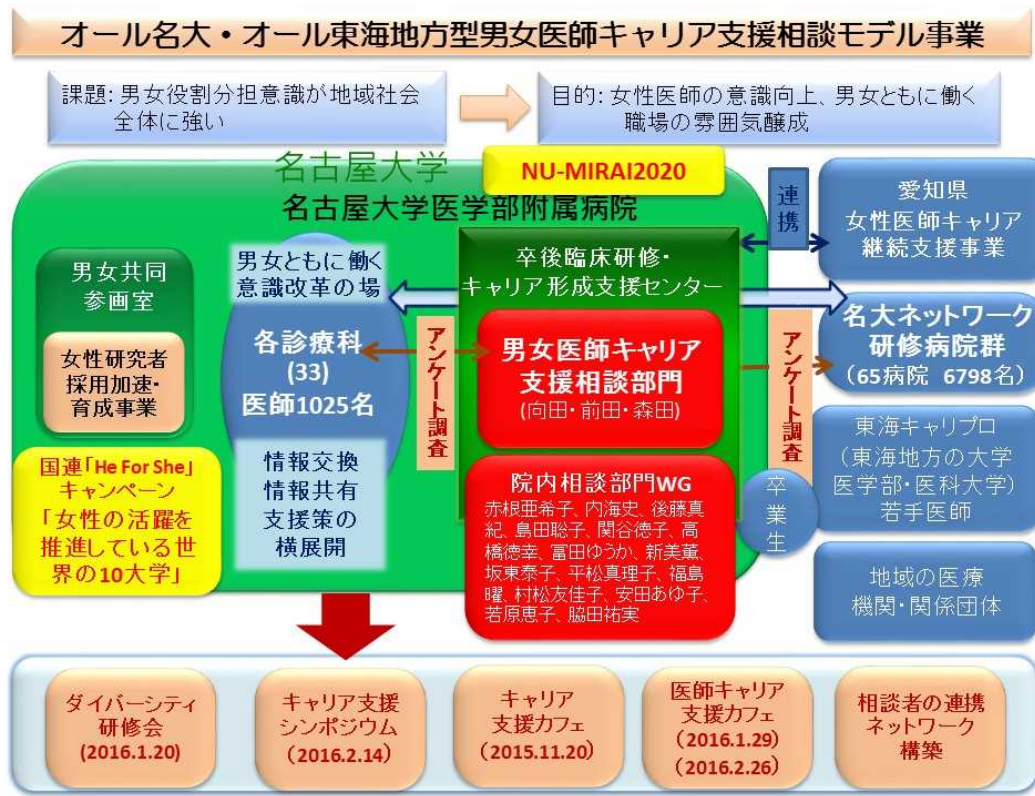 オール名大・オール東海地方型男女医師キャリア支援相談モデル事業
課題：男女役割分担意識が地域社会
全体に強い
目的：女性医師の意識向上、男女ともに働く
職場の雰囲気醸成
名古屋大学
NU-MIRAI2020
名古屋大学医学部附属病院
男女共同
参画室
女性研究者
採用加速・
育成事業
国連「He For She」
キャンペーン
「女性の活躍を
推進している世
界の10大学」
男女ともに働く
意識改革の場
各診療科
(33)
医師1025名
情報交換
情報共有
支援策の
横展開
アンケート調査
卒後臨床研修・
キャリア形成支援センター
男女医師キャリア
支援相談部門
(向田・前田・森田)
院内相談部門WG
赤根亜希子、内海史、後藤真
紀、島田聡子、関谷徳子、高
橋徳幸、冨田ゆうか、新美薫、
坂東泰子、平松真理子、福島
曜、村松友佳子、安田あゆ子、
若原恵子、脇田祐実
連携
アンケート調査
卒業生
愛知県
女性医師キャリア
継続支援事業
名大ネットワーク
研修病院群
(65病院 6798名)
東海キャリプロ
(東海地方の大学
医学部・医科大学)
若手医師
地域の医療
機関・関係団体
ダイバーシティ
研修会
(2016.1.20)
キャリア支援
シンポジウム
(2016.2.14)
キャリア
支援カフェ
(2015.11.20)
医師キャリア
支援カフェ
(2016.1.29)
(2016.2.26)
相談者の連携
ネットワーク
構築